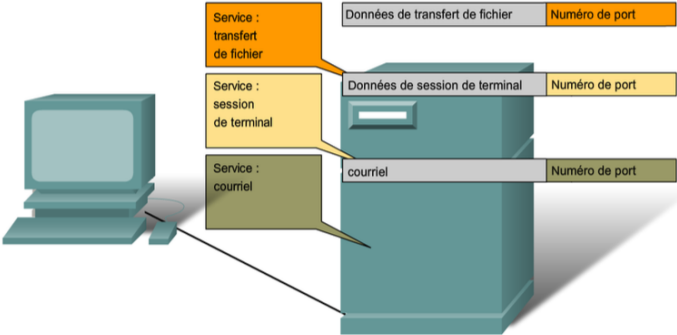 Service :
transfert
de fichier
Données de transfert de fichier
Numéro de port
Service :
session
de terminal
Données de session de terminal
Numéro de port
Service :
courriel
courriel
Numéro de port